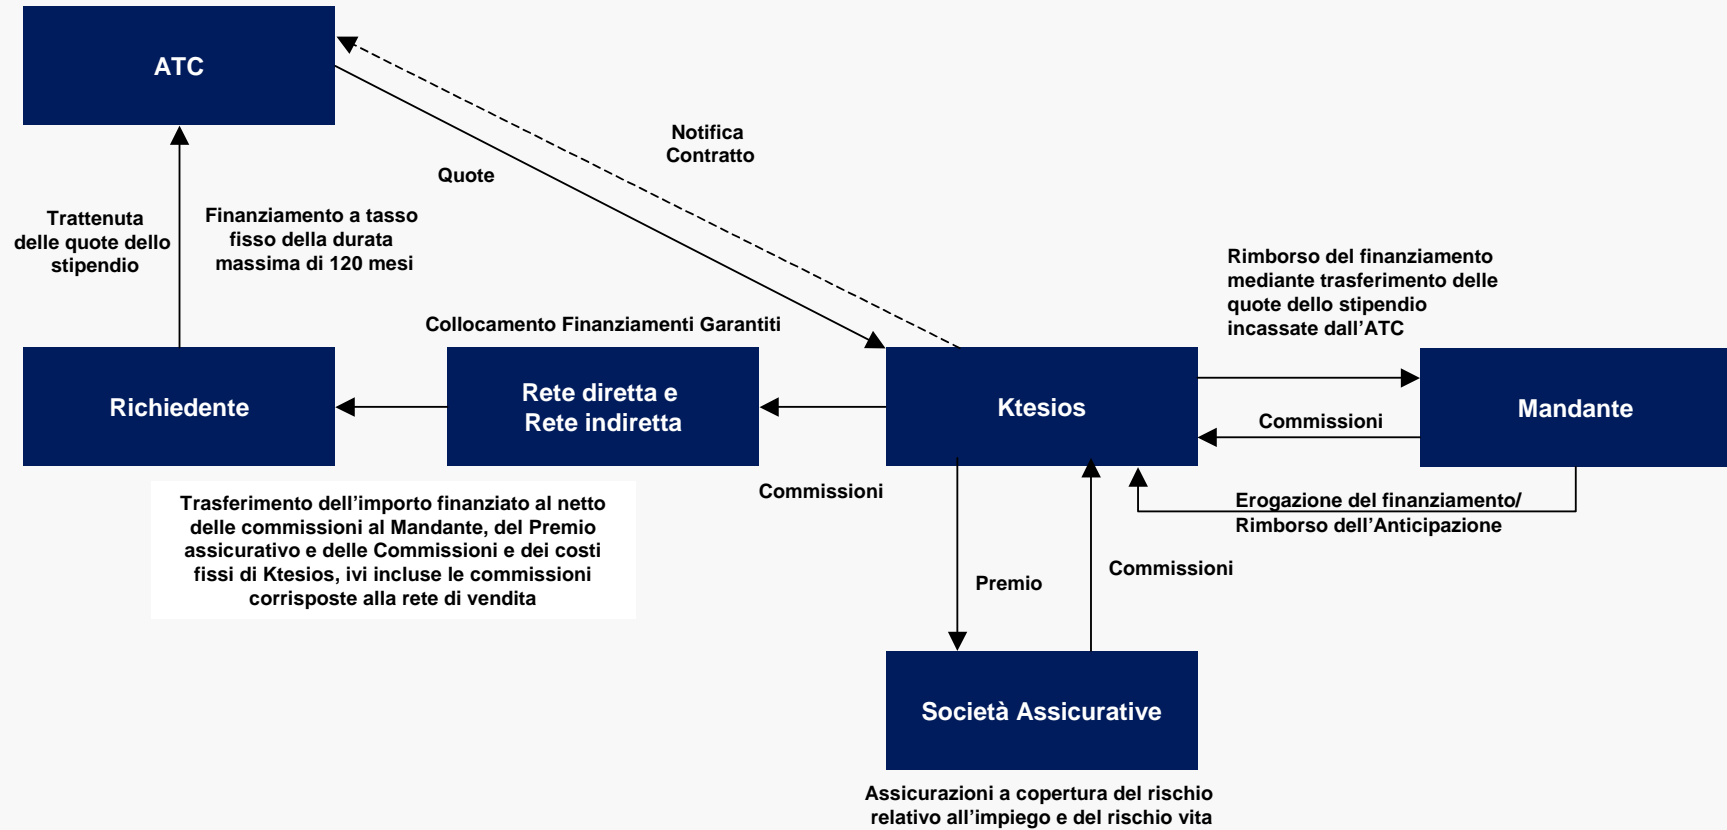 ATC
Notifica
Contratto
Quote
Trattenuta
delle quote dello
stipendio
Finanziamento a tasso
fisso della durata
massima di 120 mesi
Rimborso del finanziamento
mediante trasferimento delle
quote dello stipendio
incassate dall’ATC
Collocamento Finanziamenti Garantiti
Richiedente
Rete diretta e
Rete indiretta
Ktesios
Commissioni
Mandante
Commissioni
Erogazione del finanziamento/
Rimborso dell’Anticipazione
Trasferimento dell’importo finanziato al netto
delle commissioni al Mandante, del Premio
assicurativo e delle Commissioni e dei costi
fissi di Ktesios, ivi incluse le commissioni
corrisposte alla rete di vendita
Premio
Commissioni
Società Assicurative
Assicurazioni a copertura del rischio
relativo all’impiego e del rischio vita